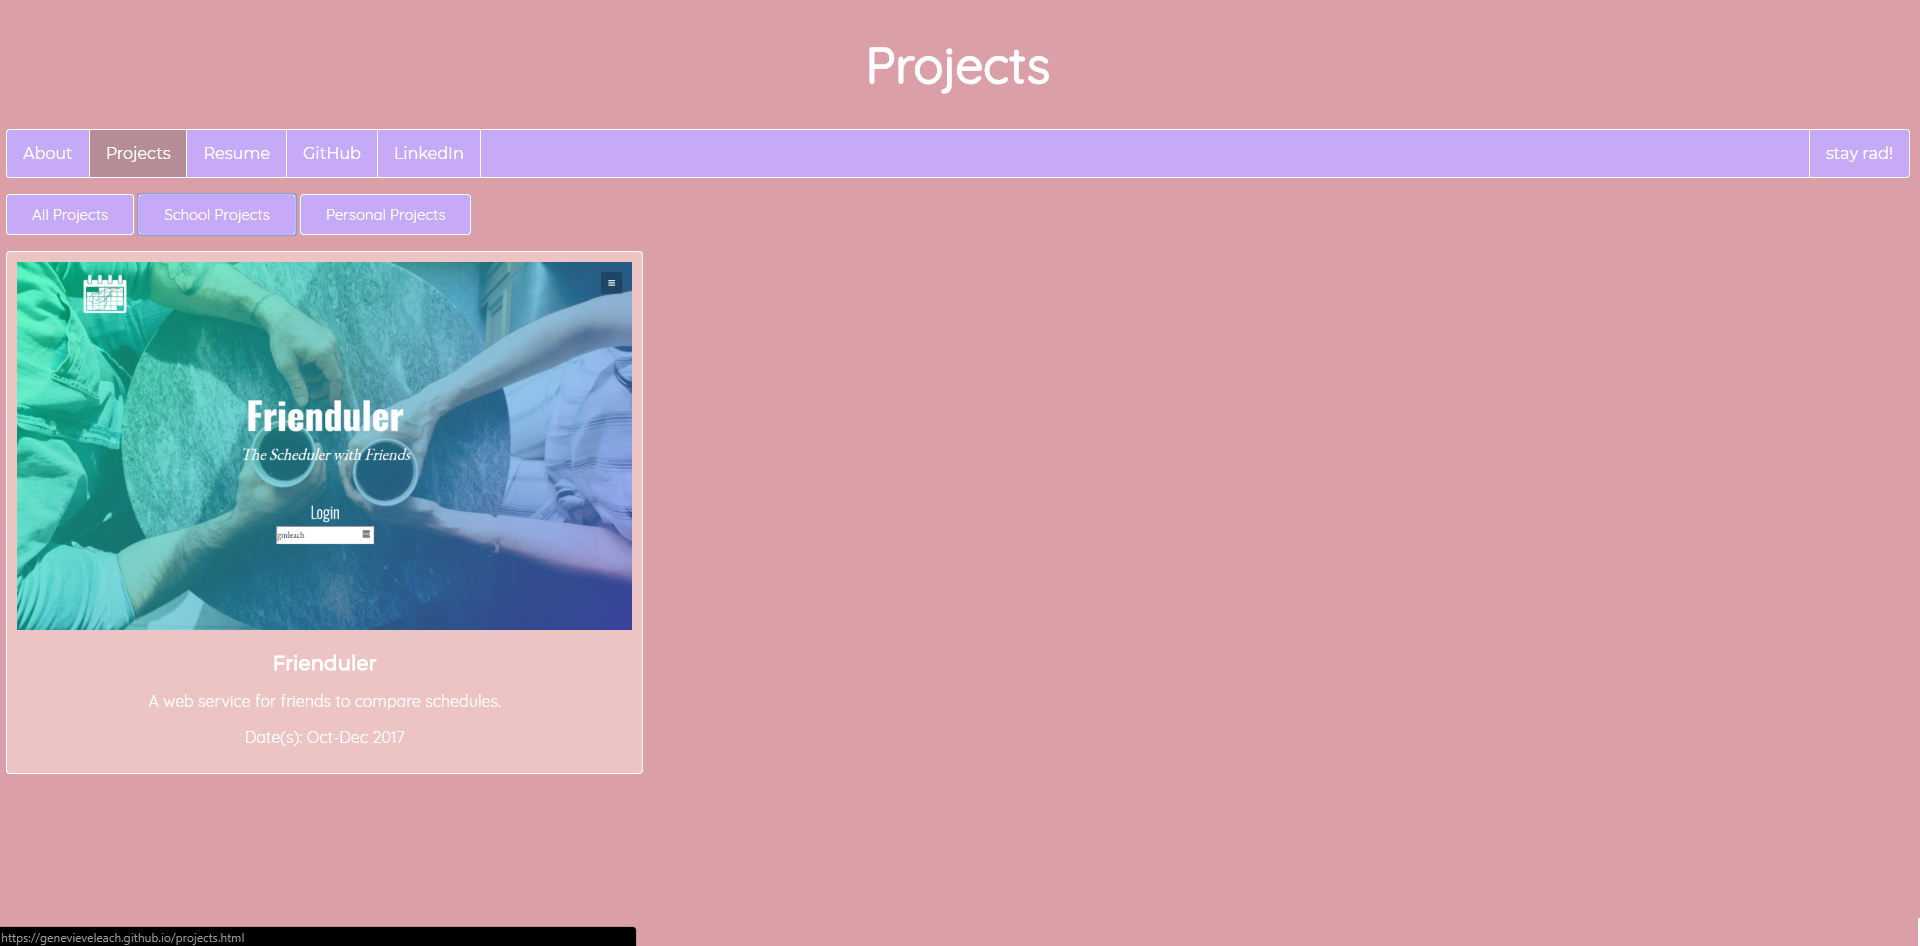 Projects
About Projects Resume GitHub LinkedIn stay rad!
All Projects School Projects Personal Projects
Frienduler
The Scheduler with Friends
Login
gmleach
Frienduler
A web service for friends to compare schedules.
Date(s): Oct-Dec 2017
https://genevieveleach.github.io/projects.html